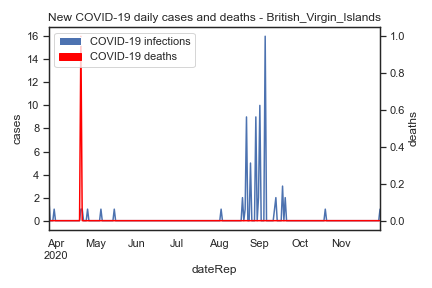 New COVID-19 daily cases and deaths - British_Virgin_Islands
COVID-19 infections
COVID-19 deaths
16
14
12
10
8
6
4
2
0
cases
1.0
0.8
0.6
0.4
0.2
0.0
deaths
Apr May Jun Jul Aug Sep Oct Nov
2020
dateRep